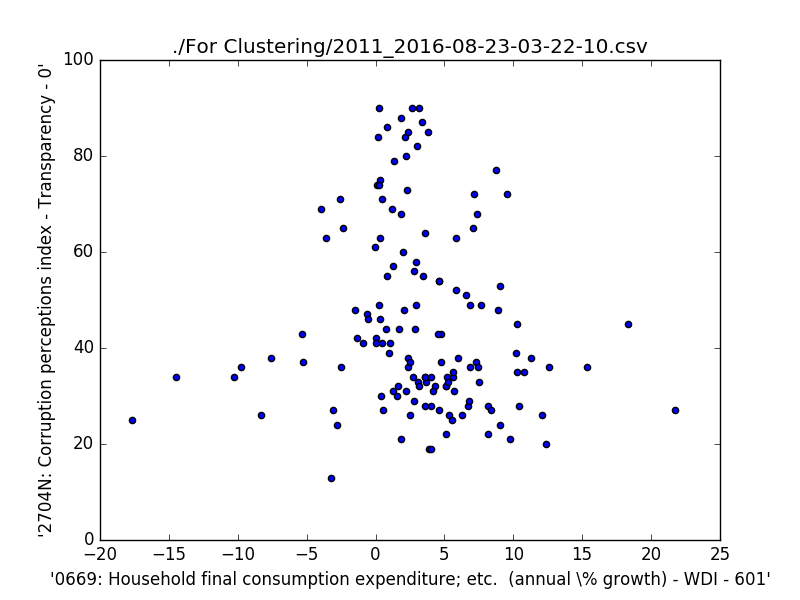 ./For Clustering/2011_2016-08-23-03-22-10.csv
100
80
60
40
20
0
'2704N: Corruption perceptions index - Transparency - 0'
−20 −15 −10 −5 0 5 10 15 20 25
'0669: Household final consumption expenditure; etc.  (annual \% growth) - WDI - 601'